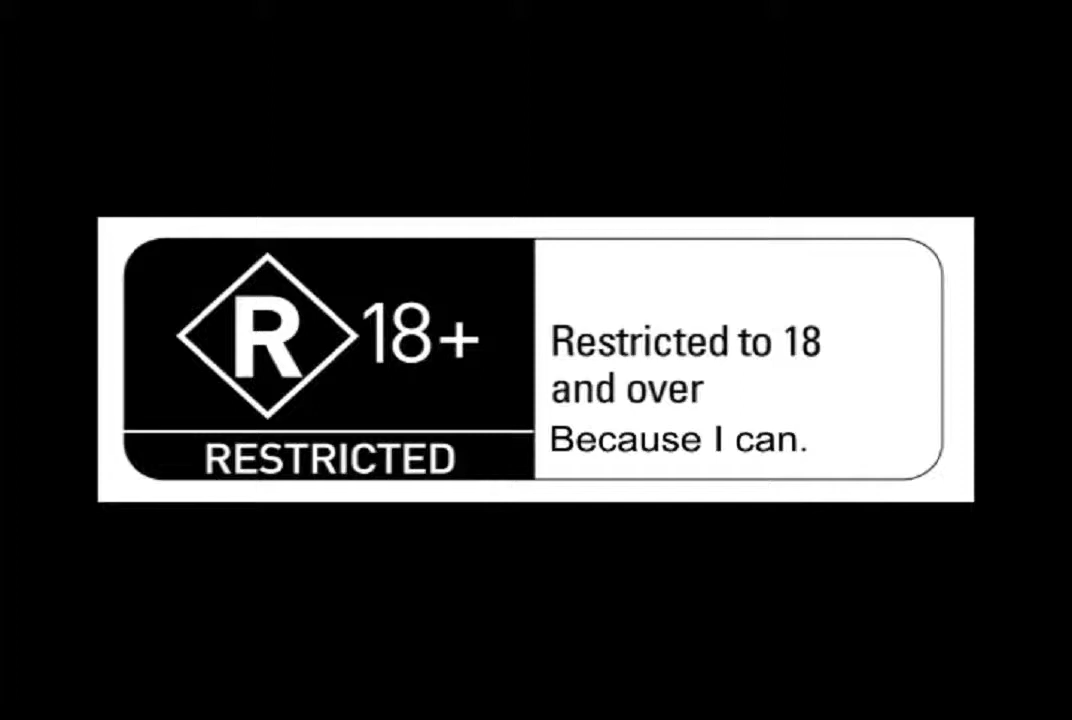 R 18+
RESTRICTED
Restricted to 18
and over
Because I can.